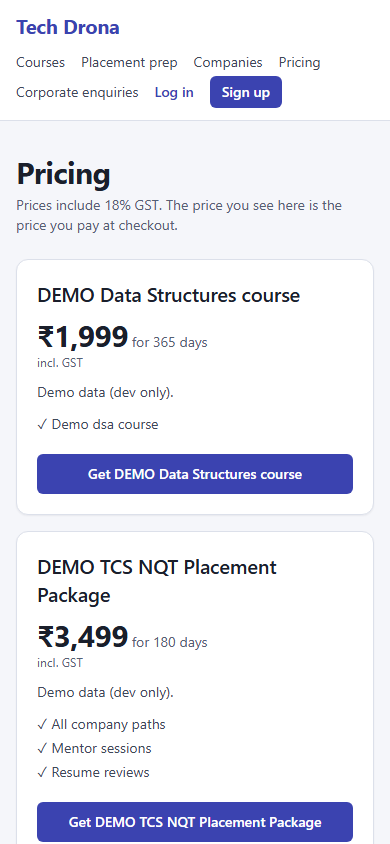 Tech Drona
Courses Placement prep Companies Pricing
Corporate enquiries Log in Sign up
Pricing
Prices include 18% GST. The price you see here is the
price you pay at checkout.
DEMO Data Structures course
₹1,999 for 365 days
incl. GST
Demo data (dev only).
✓ Demo dsa course
Get DEMO Data Structures course
DEMO TCS NQT Placement
Package
₹3,499 for 180 days
incl. GST
Demo data (dev only).
✓ All company paths
✓ Mentor sessions
✓ Resume reviews
Get DEMO TCS NQT Placement Package